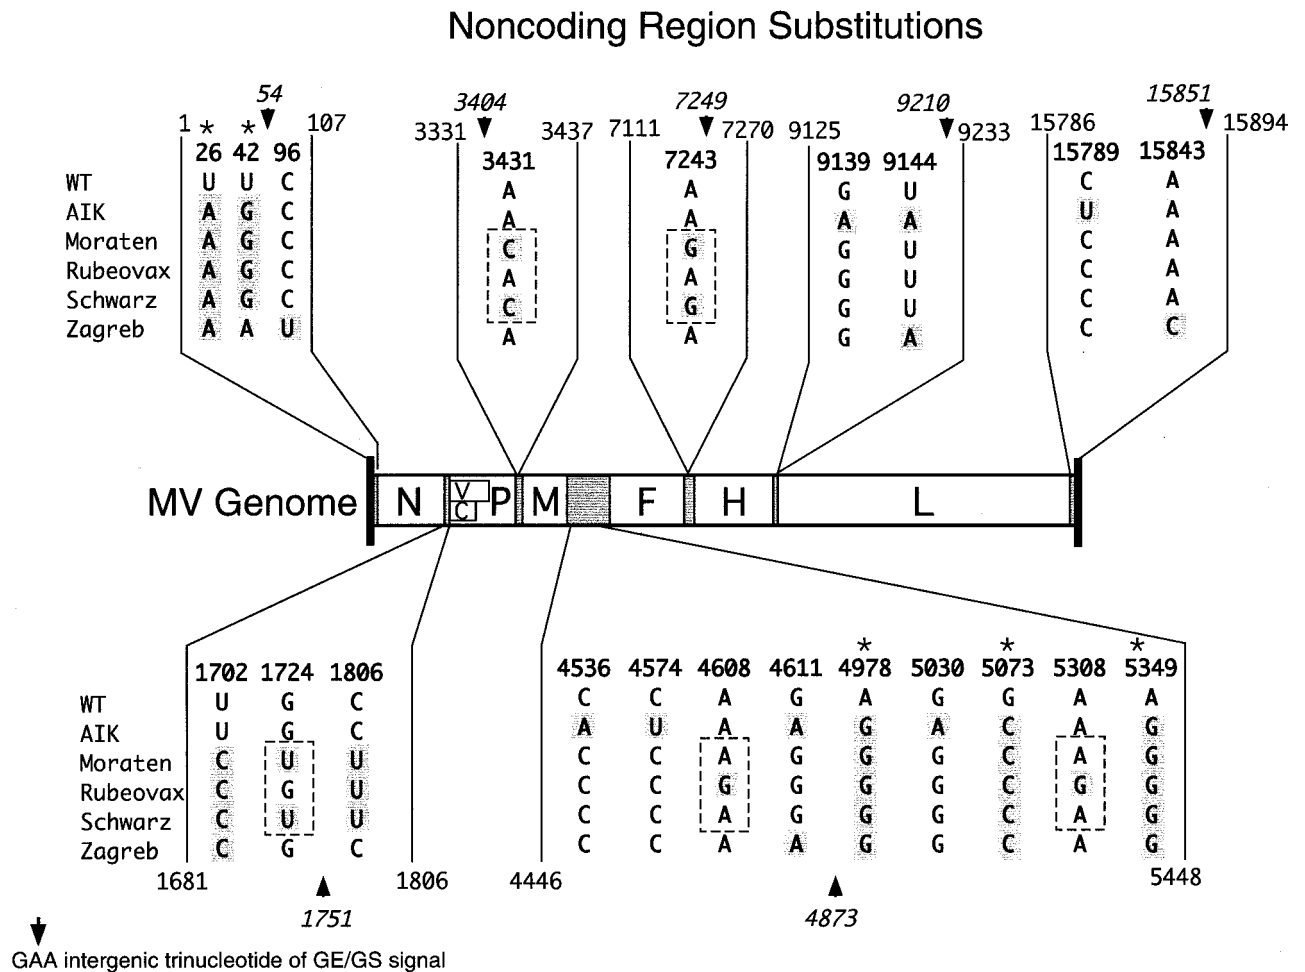 Noncoding Region Substitutions
54 3404 7249 9210 15851
1 * * 107 3331 3437 7111 7270 9125 9233 15786 15894
26 42 96 3431 7243 9139 9144 15789 15843
WT U U C A A G U C A
AIK A G C A A A A U A
Moraten A G C C G G U C A
Rubeovax A G C A A G U C A
Schwarz A G C C G G U C A
Zagreb A A U A A G A C C
MV Genome N V C P M F H L
* * *
1702 1724 1806 4536 4574 4608 4611 4978 5030 5073 5308 5349
WT U G C C C A G A G G A A
AIK U G C A U A A G A C A G
Moraten C U U C C A G G G C A G
Rubeovax C G U C C G G G G C G G
Schwarz C U U C C A G G G C A G
Zagreb C G C C C A A G G C A G
1681 1806 4446 5448
1751 4873
GAA intergenic trinucleotide of GE/GS signal